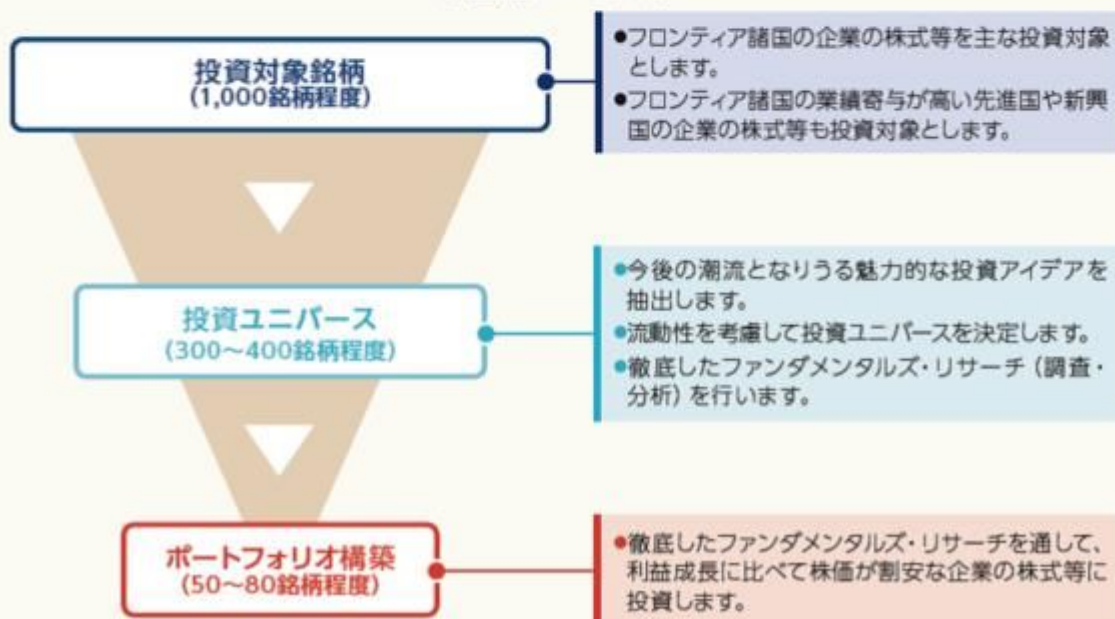 投資対象銘柄
(1,000銘柄程度)
●フロンティア諸国の企業の株式等を主な投資対象
とします。
●フロンティア諸国の業績寄与が高い先進国や新興
国の企業の株式等も投資対象とします。
投資ユニバース
(300～400銘柄程度)
●今後の潮流となりうる魅力的な投資アイデアを
抽出します。
●流動性を考慮して投資ユニバースを決定します。
●徹底したファンダメンタルズ・リサーチ(調査・
分析)を行います。
ポートフォリオ構築
(50～80銘柄程度)
●徹底したファンダメンタルズ・リサーチを通して、
利益成長に比べて株価が割安な企業の株式等に
投資します。